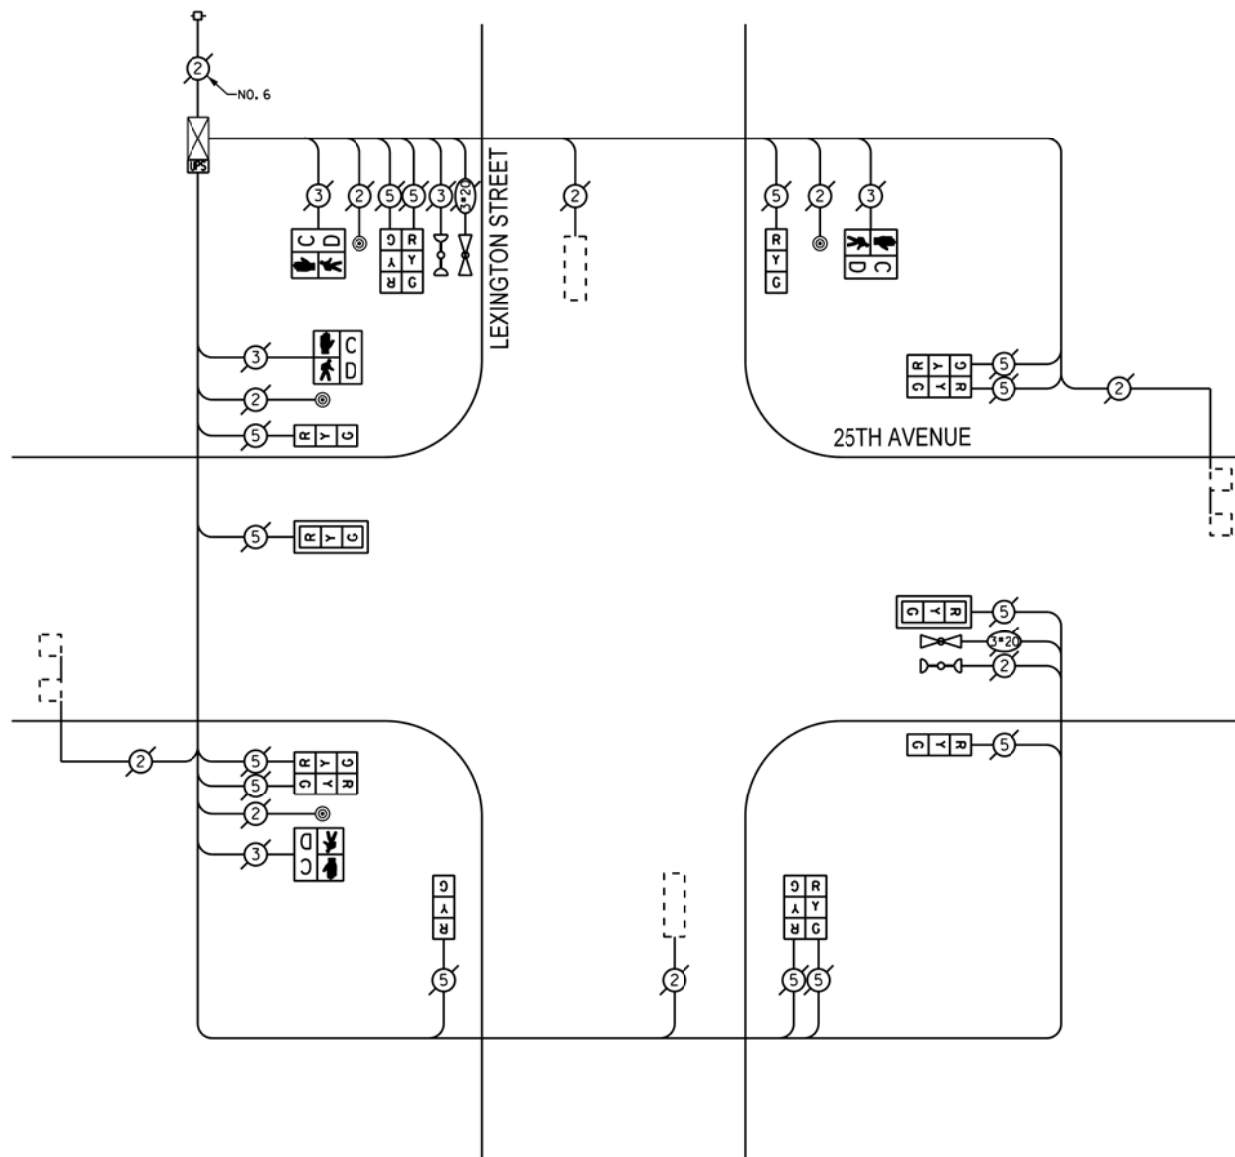 2
NO. 6
UPS
3 2 5 5 3 3#20 2 5 2 3
C D G R R C
Y Y Y D
R G G
LEXINGTON STREET
3 C
D
2
5 R Y G
R Y G 5
G Y R 5
2
25TH AVENUE
5 R Y G
G Y R 5
3#20
2
2
5 R Y G
5 G Y R
2
3 D
C
G Y R 5
G R
Y Y
R G
G
Y
R
5 2 5 5